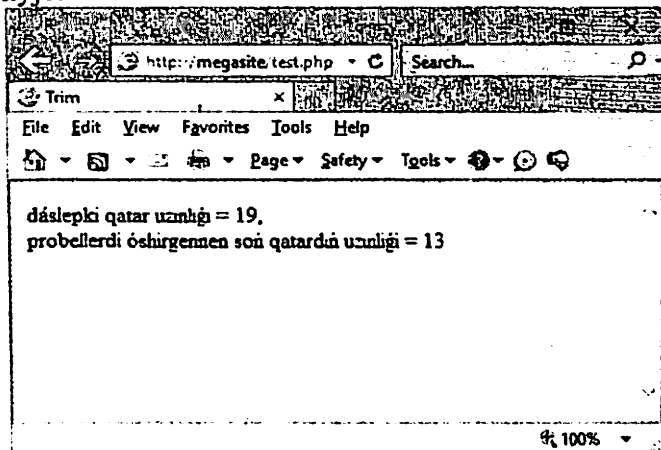 http://megasite/test.php
Search...
Trim
File Edit View Favorites Tools Help
Page Safety Tools
dáslepki qatar uzınlıǵı = 19,
probellerdi óshirgennen soń qatardıń uzınlıǵı = 13
100%